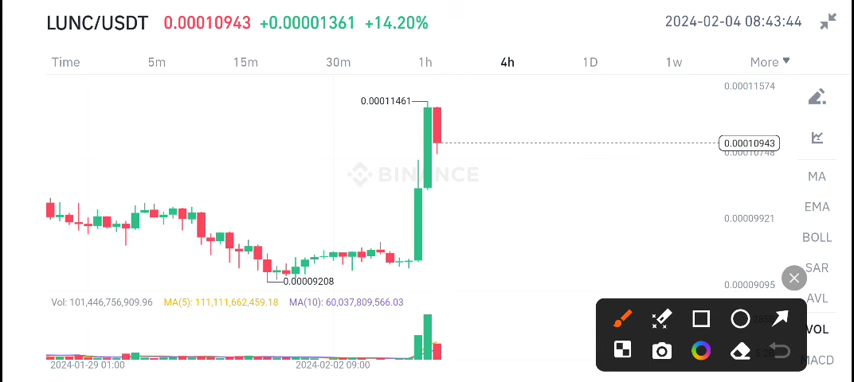 LUNC/USDT 0.00010943 +0.00001361 +14.20% 2024-02-04 08:43:44
Time 5m 15m 30m 1h 4h 1D 1w More
0.00011574
0.00011461
0.00010943
0.00010748
BINANCE
MA
EMA
0.00009921
BOLL
SAR
0.00009208
0.00009095
AVL
Vol: 101,446,756,909.96 MA(5): 111,111,662,459.18 MA(10): 60,037,809,566.03
VOL
MACD
2024-01-29 01:00 2024-02-02 09:00